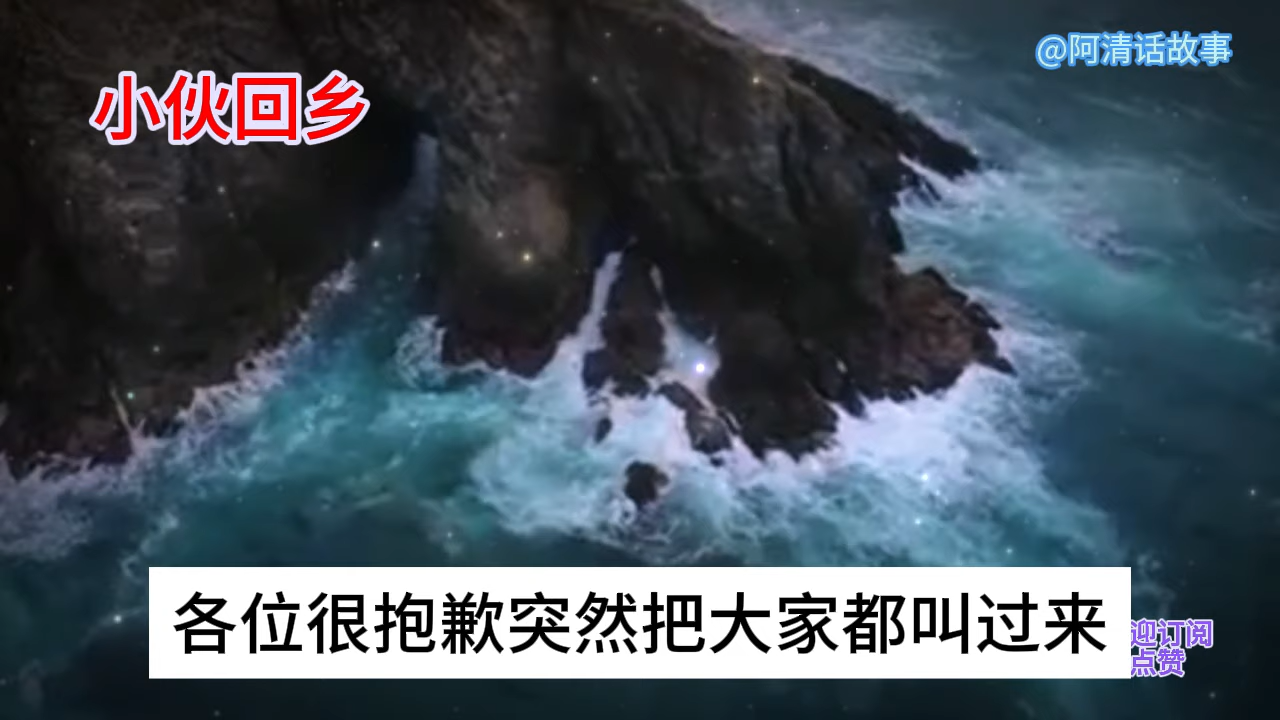 @阿清话故事
小伙回乡
各位很抱歉突然把大家都叫过来
迎订阅
点赞